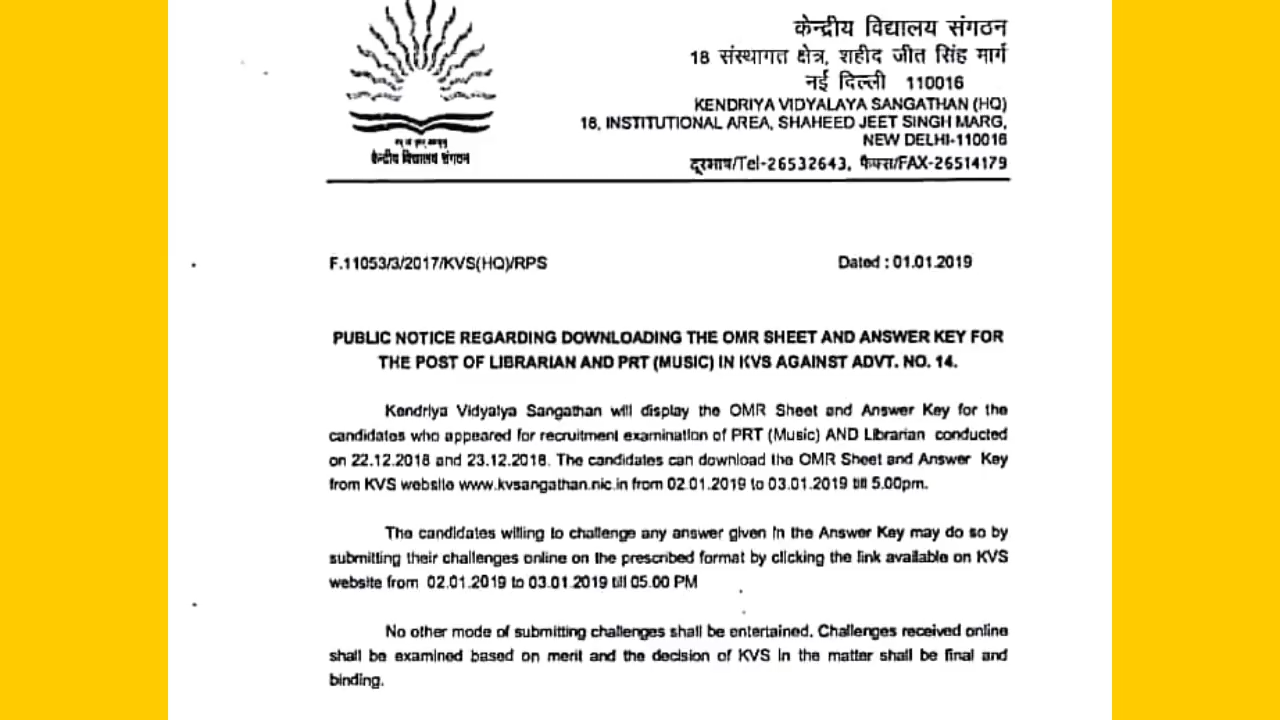 केन्द्रीय विद्यालय संगठन
18 संस्थागत क्षेत्र, शहीद जीत सिंह मार्ग
नई दिल्ली 110016
KENDRIYA VIDYALAYA SANGATHAN (HQ)
18, INSTITUTIONAL AREA, SHAHEED JEET SINGH MARG,
NEW DELHI-110016
दूरभाष/Tel-26532643, फैक्स/FAX-26514179
केन्द्रीय विद्यालय संगठन
F.11053/3/2017/KVS(HQ)/RPS
Dated : 01.01.2019
PUBLIC NOTICE REGARDING DOWNLOADING THE OMR SHEET AND ANSWER KEY FOR
THE POST OF LIBRARIAN AND PRT (MUSIC) IN KVS AGAINST ADVT. NO. 14.
Kendriya Vidyalya Sangathan will display the OMR Sheet and Answer Key for the
candidates who appeared for recruitment examination of PRT (Music) AND Librarian conducted
on 22.12.2018 and 23.12.2018. The candidates can download the OMR Sheet and Answer Key
from KVS website www.kvsangathan.nic.in from 02.01.2019 to 03.01.2019 till 5.00pm.
The candidates willing to challenge any answer given in the Answer Key may do so by
submitting their challenges online on the prescribed format by clicking the link available on KVS
website from 02.01.2019 to 03.01.2019 till 05.00 PM
No other mode of submitting challenges shall be entertained. Challenges received online
shall be examined based on merit and the decision of KVS in the matter shall be final and
binding.